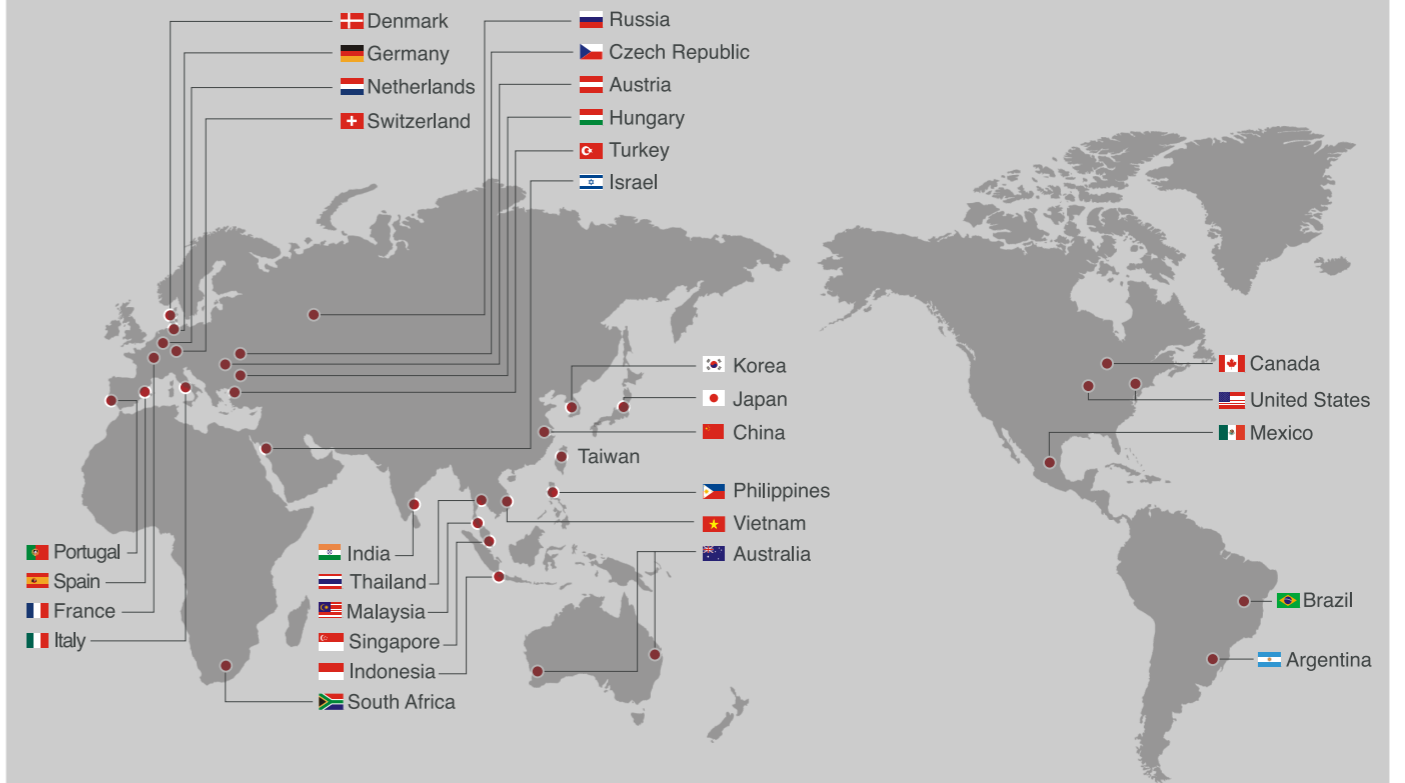 Denmark
Germany
Netherlands
Switzerland
Russia
Czech Republic
Austria
Hungary
Turkey
Israel
Korea
Japan
China
Taiwan
Philippines
Vietnam
Australia
Canada
United States
Mexico
Portugal
Spain
France
Italy
India
Thailand
Malaysia
Singapore
Indonesia
South Africa
Brazil
Argentina